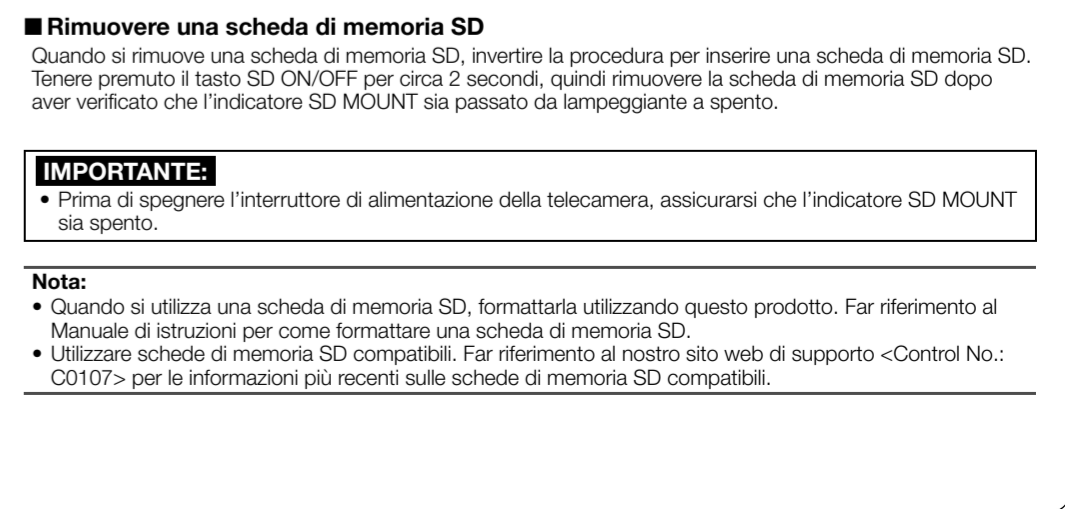 ■ Rimuovere una scheda di memoria SD
Quando si rimuove una scheda di memoria SD, invertire la procedura per inserire una scheda di memoria SD.
Tenere premuto il tasto SD ON/OFF per circa 2 secondi, quindi rimuovere la scheda di memoria SD dopo
aver verificato che l’indicatore SD MOUNT sia passato da lampeggiante a spento.
IMPORTANTE:
• Prima di spegnere l’interruttore di alimentazione della telecamera, assicurarsi che l’indicatore SD MOUNT
sia spento.
Nota:
• Quando si utilizza una scheda di memoria SD, formattarla utilizzando questo prodotto. Far riferimento al
Manuale di istruzioni per come formattare una scheda di memoria SD.
• Utilizzare schede di memoria SD compatibili. Far riferimento al nostro sito web di supporto <Control No.:
C0107> per le informazioni più recenti sulle schede di memoria SD compatibili.